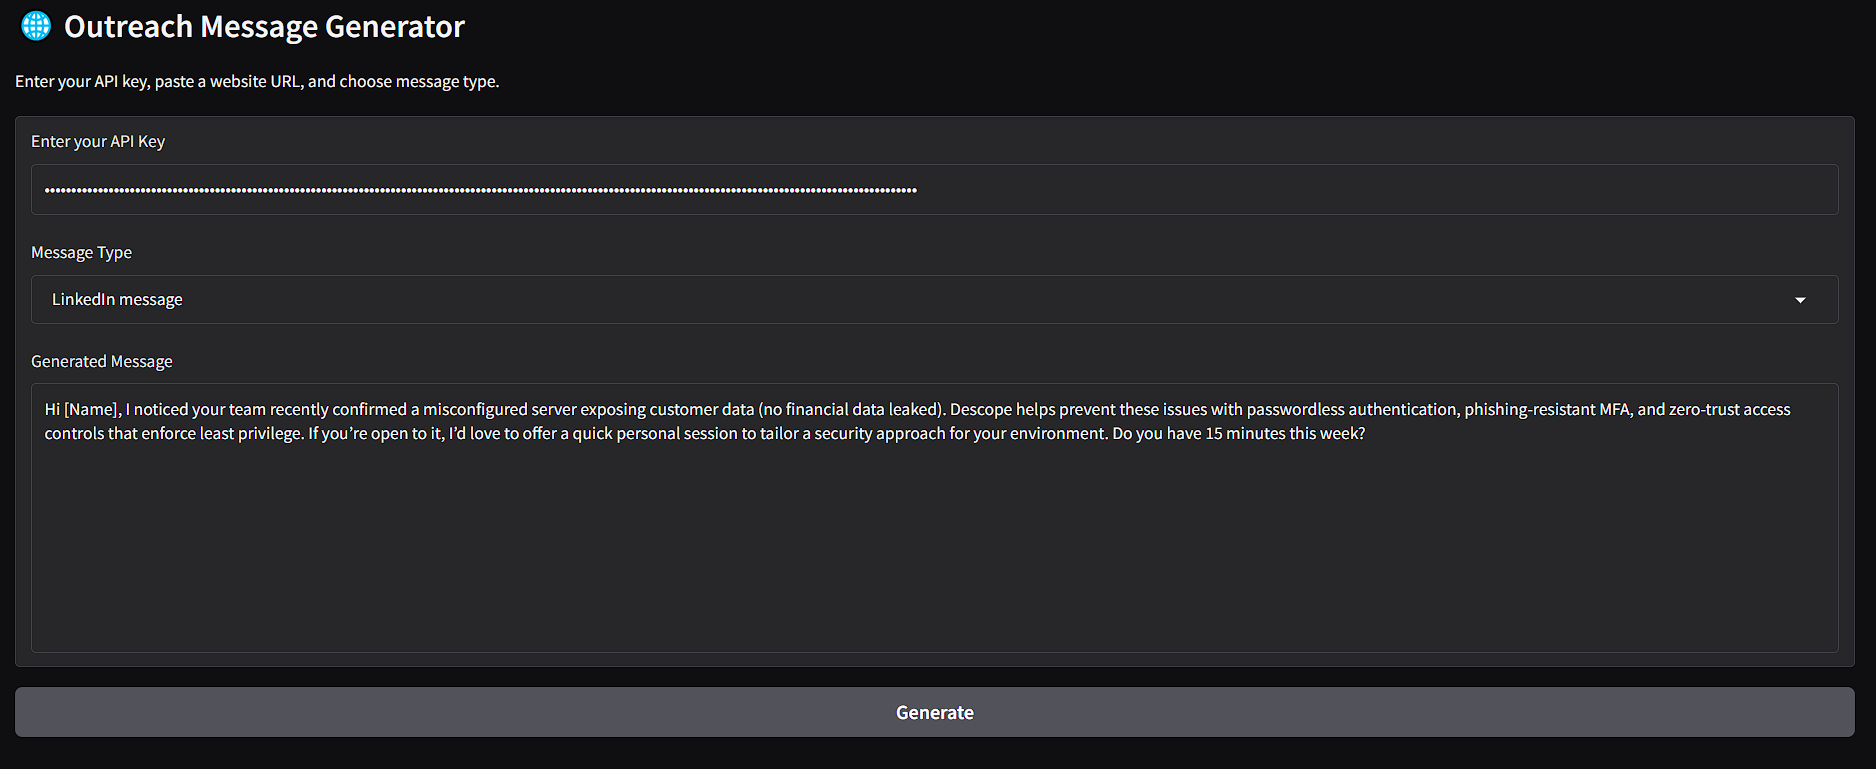 Outreach Message Generator
Enter your API key, paste a website URL, and choose message type.
Enter your API Key
Message Type
LinkedIn message
Generated Message
Hi [Name], I noticed your team recently confirmed a misconfigured server exposing customer data (no financial data leaked). Descope helps prevent these issues with passwordless authentication, phishing-resistant MFA, and zero-trust access
controls that enforce least privilege. If you’re open to it, I’d love to offer a quick personal session to tailor a security approach for your environment. Do you have 15 minutes this week?
Generate